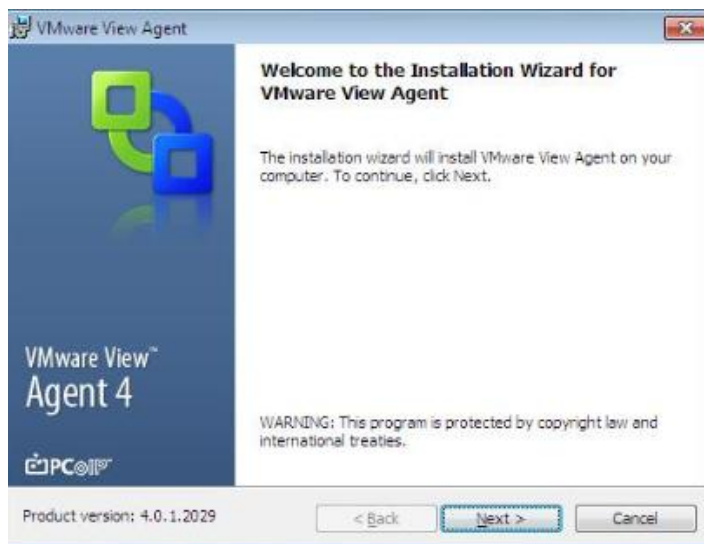 VMware View Agent
Welcome to the Installation Wizard for
VMware View Agent
The installation wizard will install VMware View Agent on your
computer. To continue, click Next.
VMware View™
Agent 4
WARNING: This program is protected by copyright law and
international treaties.
PCoIP
Product version: 4.0.1.2029
< Back
Next >
Cancel